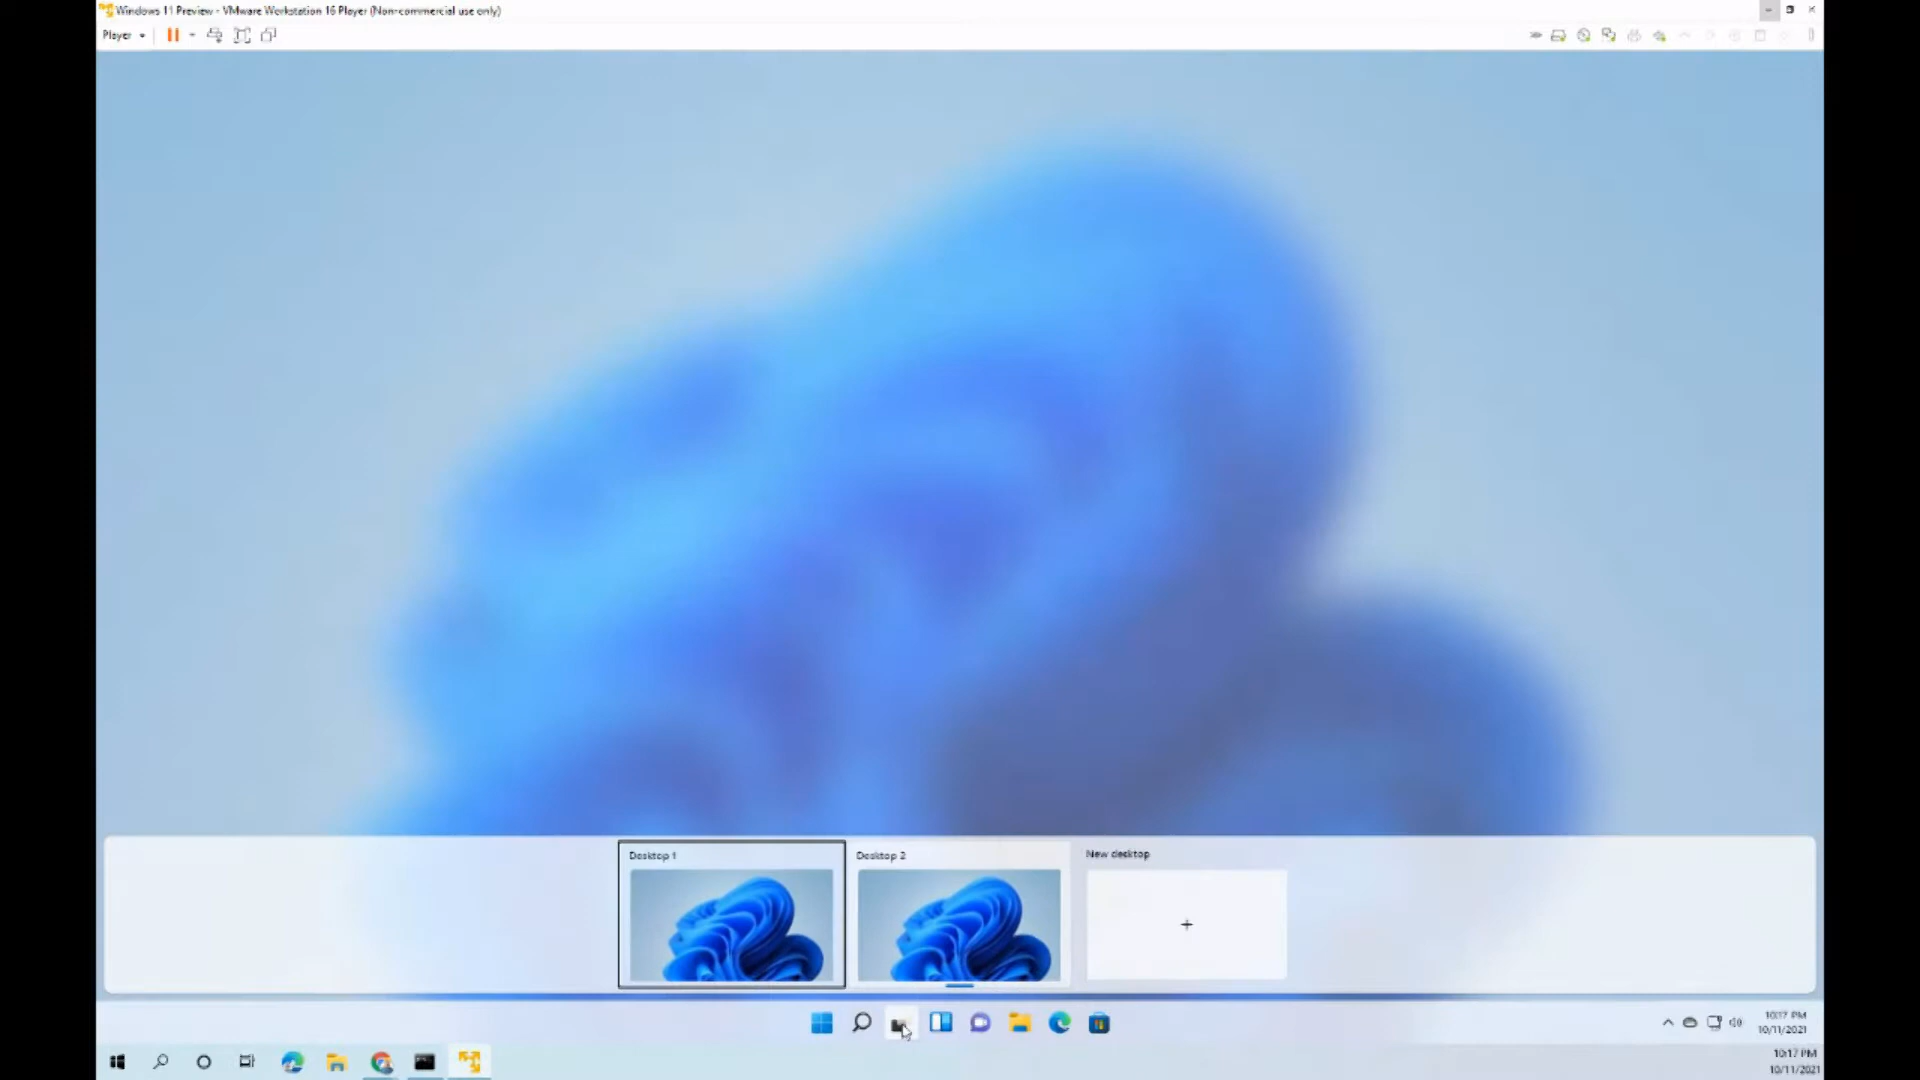 Windows 11 Preview - VMware Workstation 16 Player (Non-commercial use only)
Player
Desktop 1
Desktop 2
New desktop
10:17 PM
10/11/2021
10:17 PM
10/11/2021